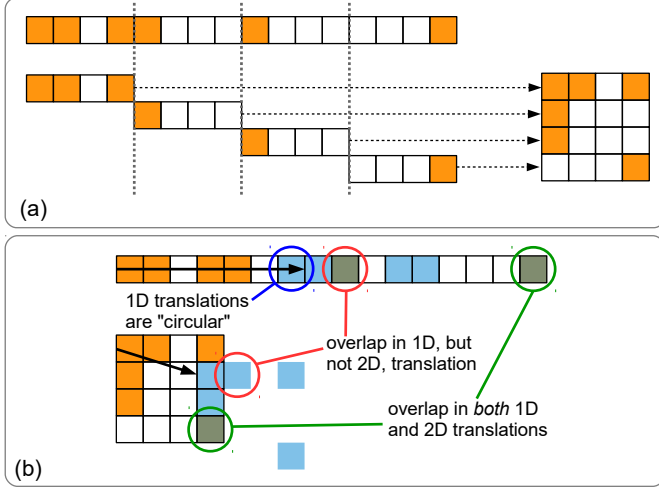 (a)
1D translations
are "circular"
overlap in 1D, but
not 2D, translation
overlap in both 1D
and 2D translations
(b)